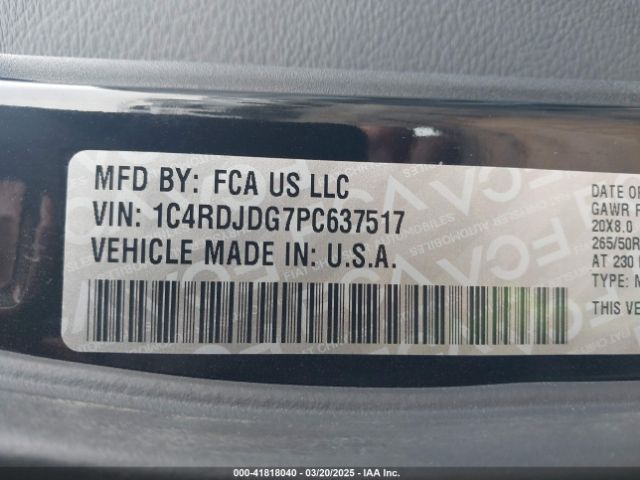 MFD BY: FCA US LLC
VIN: 1C4RDJDG7PC637517
VEHICLE MADE IN: U.S.A.
DATE OF
GAWR F
20X8.0
265/50R
AT 230
TYPE: M
THIS VE
000-41818040 — 03/20/2025 — IAA Inc.